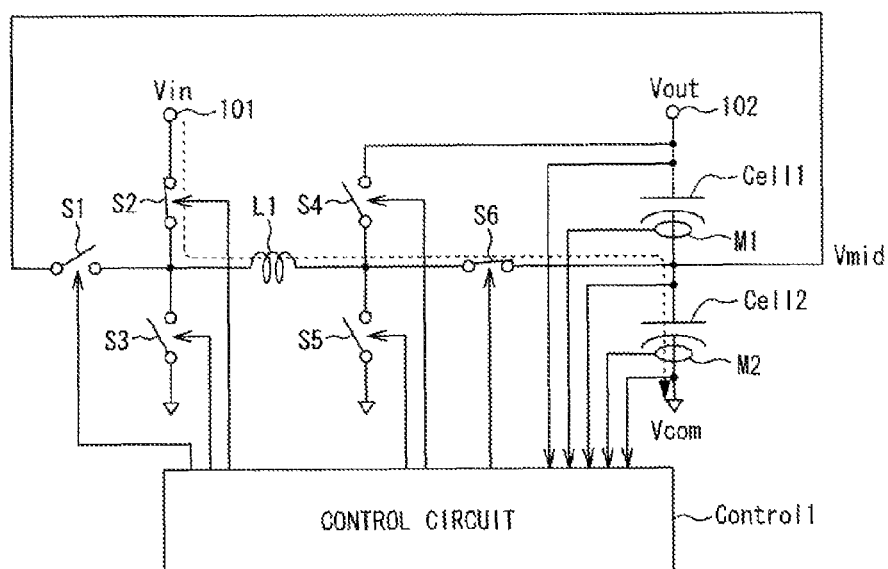 Vin
101
Vout
102
Cell1
S1
S2
L1
S4
S6
M1
Vmid
Cell2
S3
S5
M2
Vcom
CONTROL CIRCUIT
Control1